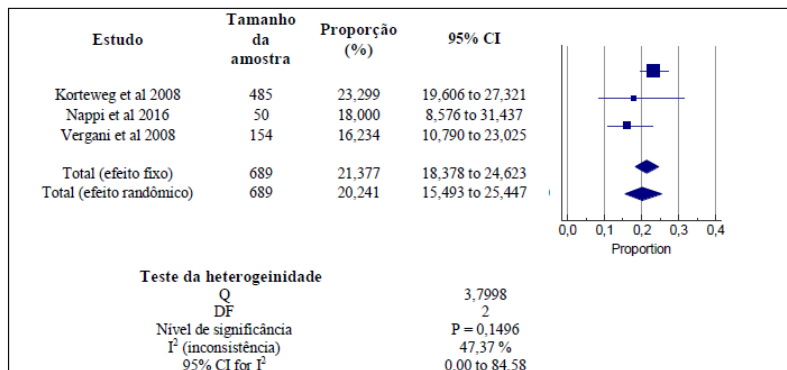 Estudo Tamanho da amostra Proporção (%) 95% CI
Korteweg et al 2008 485 23,299 19,606 to 27,321
Nappi et al 2016 50 18,000 8,576 to 31,437
Vergani et al 2008 154 16,234 10,790 to 23,025
Total (efeito fixo) 689 21,377 18,378 to 24,623
Total (efeito randômico) 689 20,241 15,493 to 25,447
0,0 0,1 0,2 0,3 0,4
Proportion
Teste da heterogeinidade
Q 3,7998
DF 2
Nível de significância P = 0,1496
I² (inconsistência) 47,37 %
95% CI for I² 0.00 to 84.58